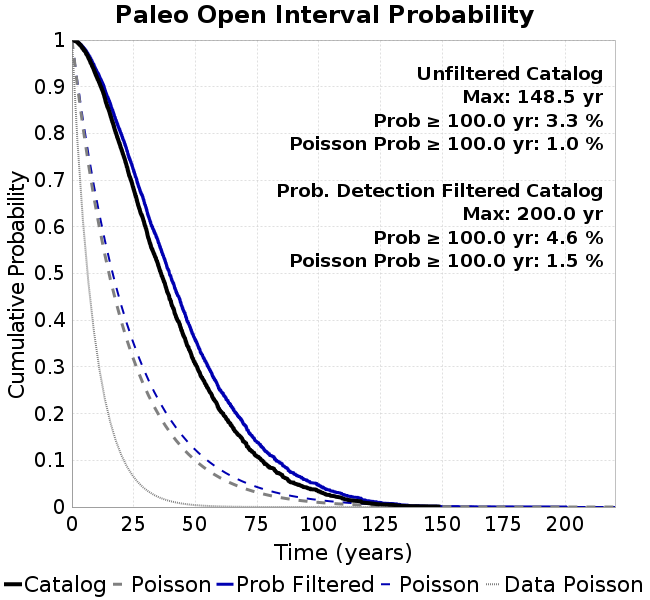 Paleo Open Interval Probability
Unfiltered Catalog
Max: 148.5 yr
Prob ≥ 100.0 yr: 3.3 %
Poisson Prob ≥ 100.0 yr: 1.0 %
Prob. Detection Filtered Catalog
Max: 200.0 yr
Prob ≥ 100.0 yr: 4.6 %
Poisson Prob ≥ 100.0 yr: 1.5 %
Cumulative Probability
1
0.9
0.8
0.7
0.6
0.5
0.4
0.3
0.2
0.1
0
0 25 50 75 100 125 150 175 200
Time (years)
Catalog Poisson Prob Filtered Poisson Data Poisson